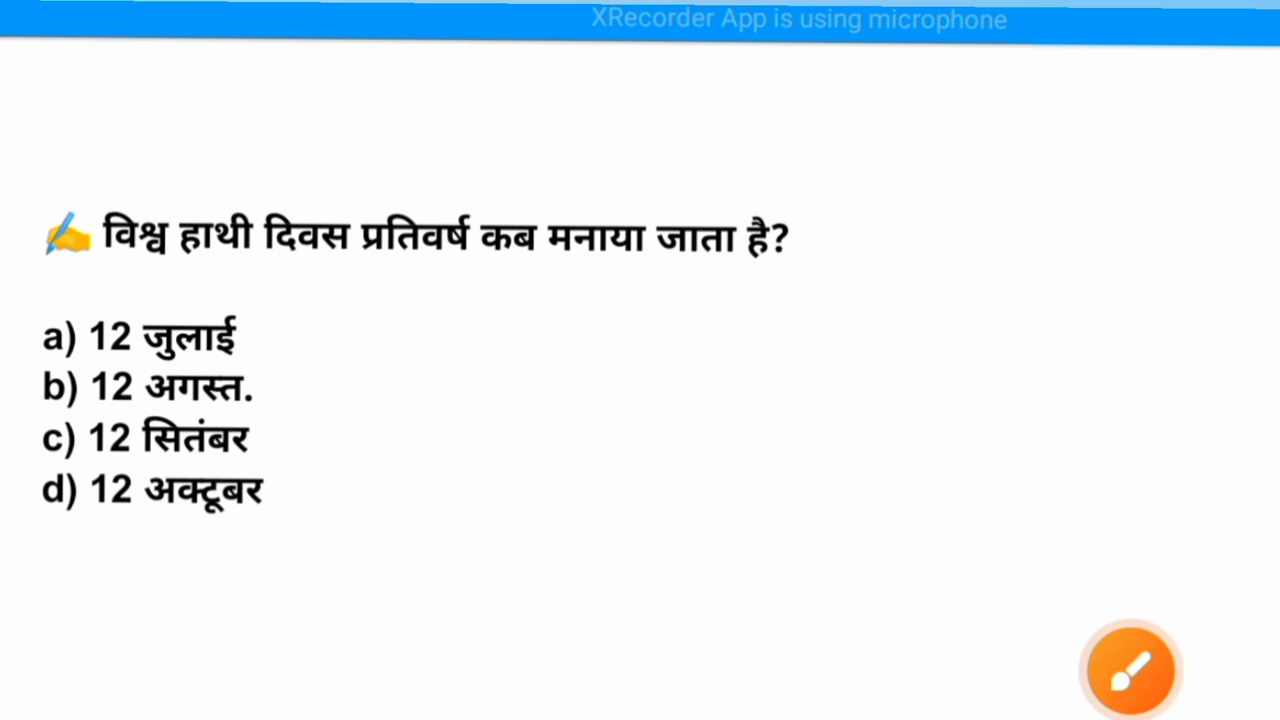 XRecorder App is using microphone
✍️ विश्व हाथी दिवस प्रतिवर्ष कब मनाया जाता है?
a) 12 जुलाई
b) 12 अगस्त.
c) 12 सितंबर
d) 12 अक्टूबर